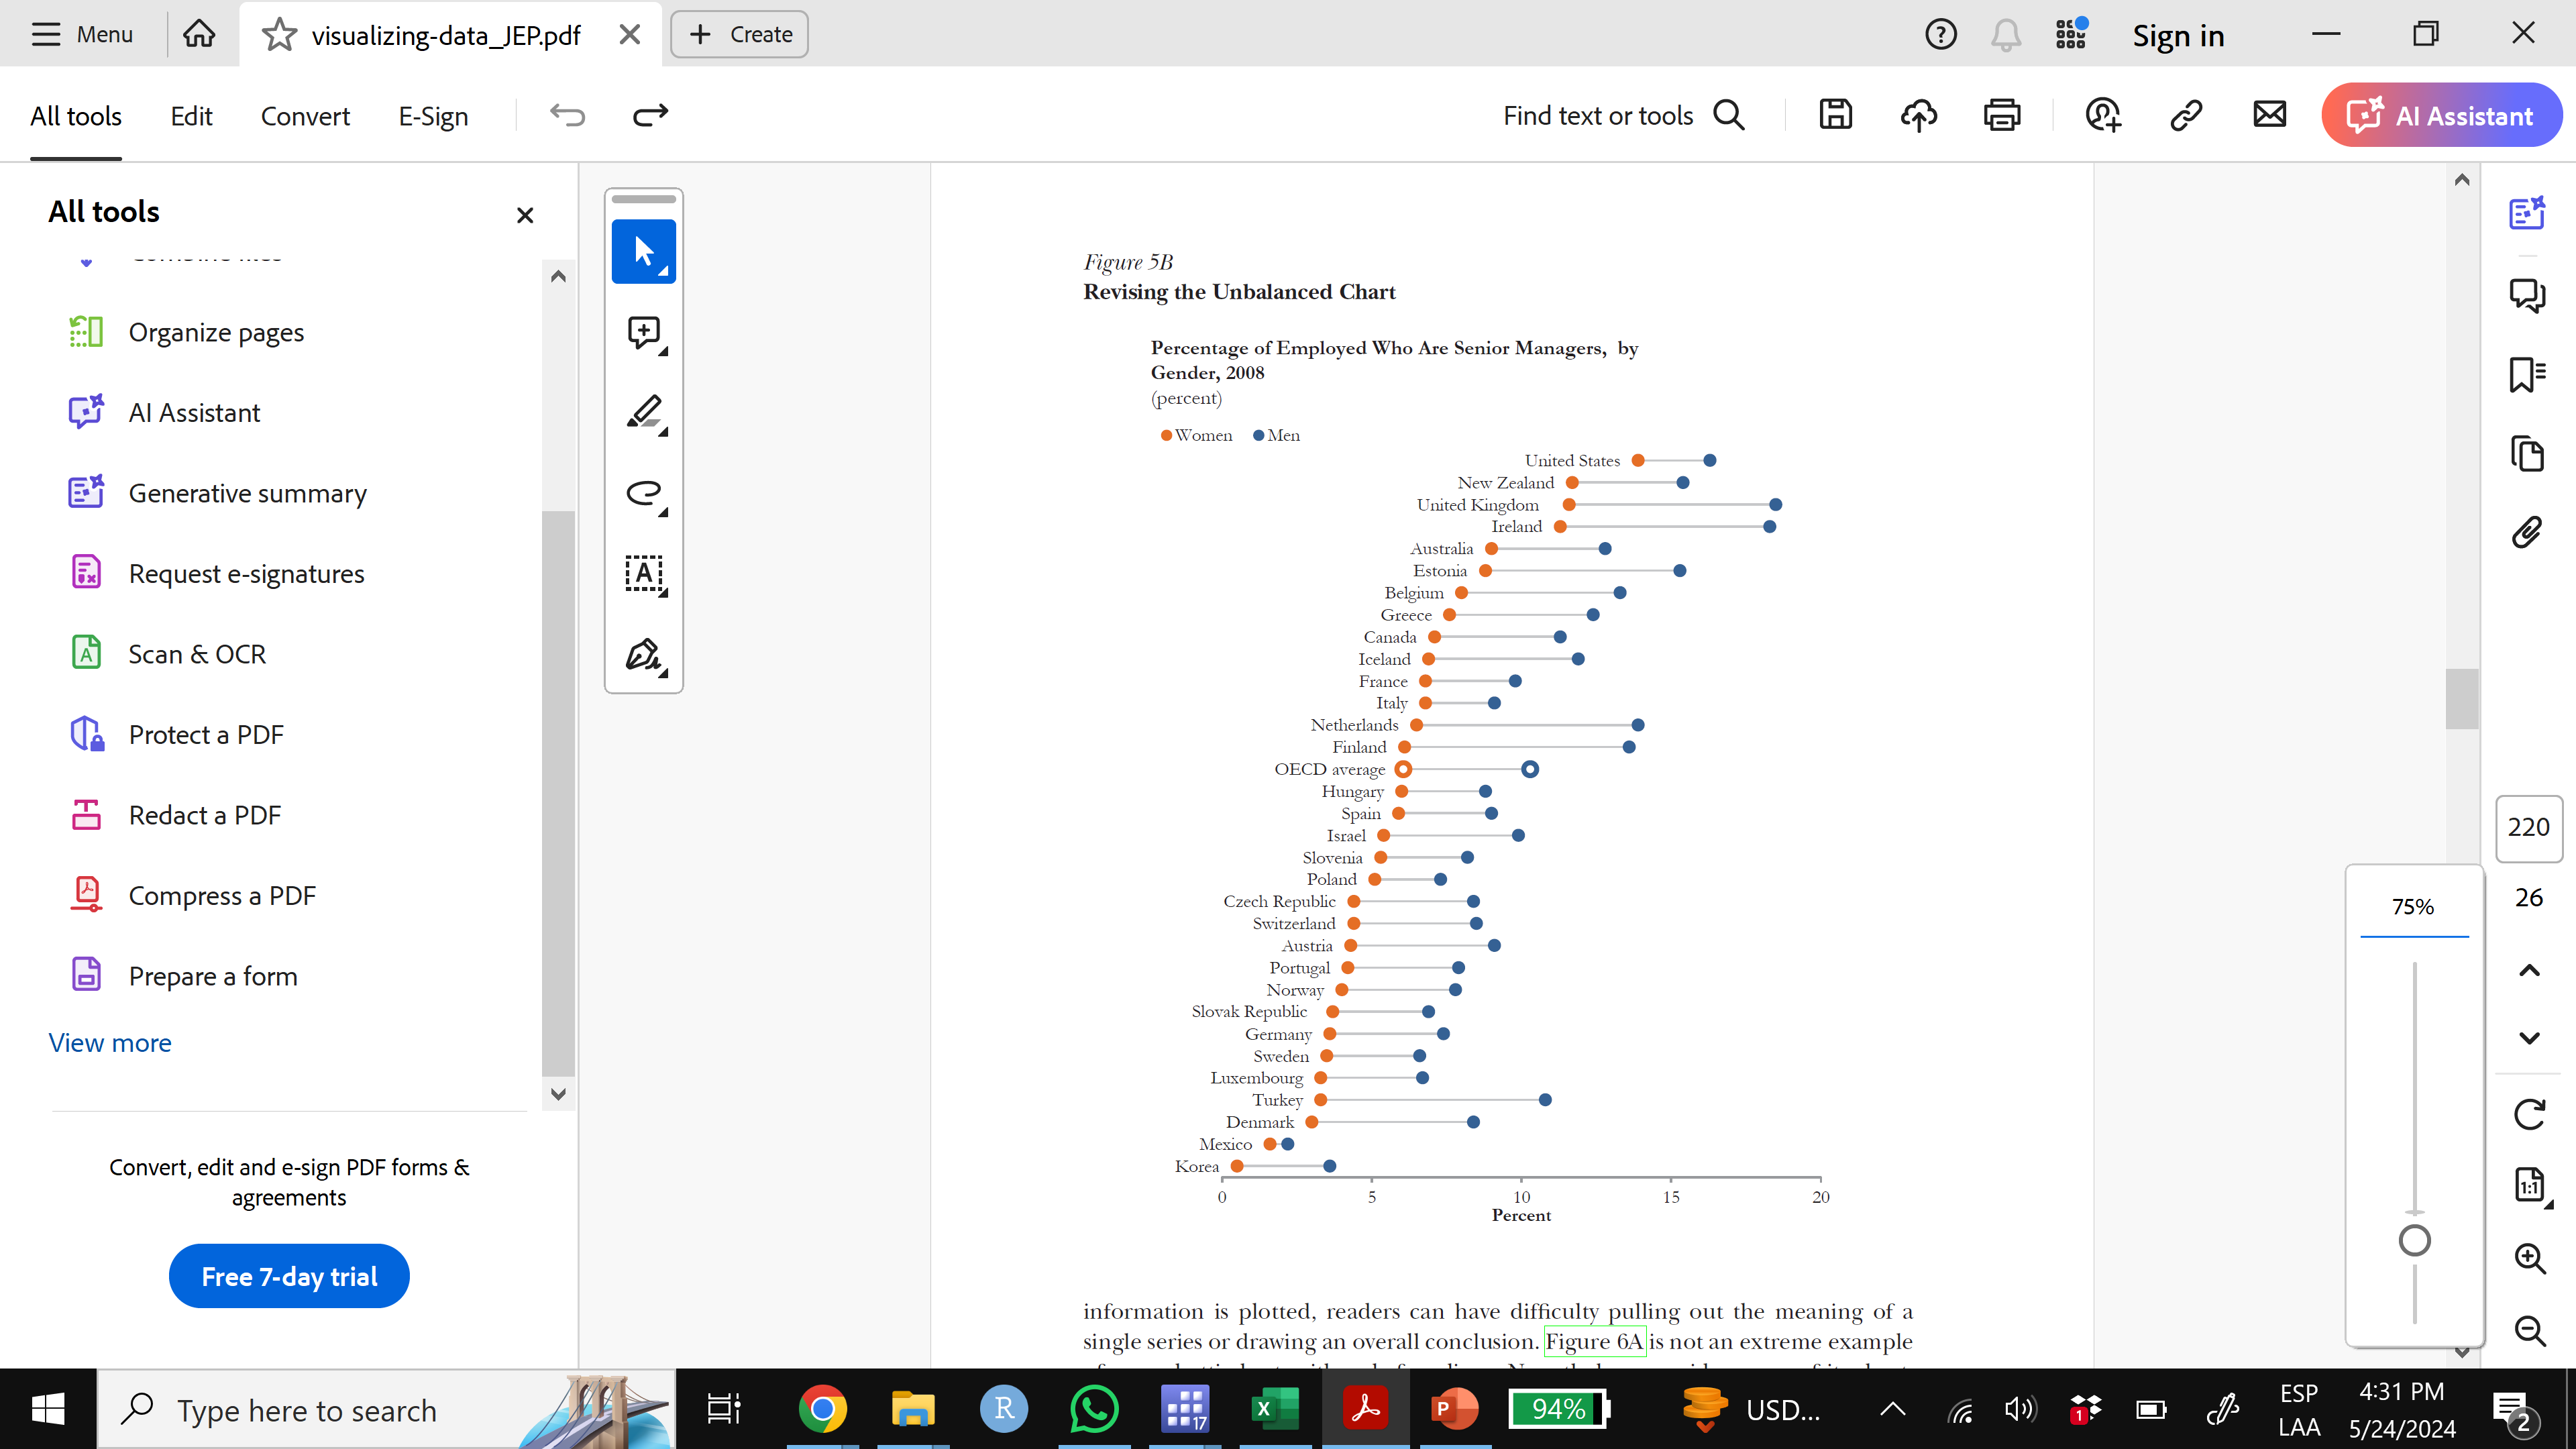 Menu
visualizing-data_JEP.pdf
Create
Sign in
All tools
Edit
Convert
E-Sign
Find text or tools
AI Assistant
All tools
Organize pages
AI Assistant
Generative summary
Request e-signatures
Scan & OCR
Protect a PDF
Redact a PDF
Compress a PDF
Prepare a form
View more
Convert, edit and e-sign PDF forms &
agreements
Free 7-day trial
Figure 5B
Revising the Unbalanced Chart
Percentage of Employed Who Are Senior Managers, by
Gender, 2008
(percent)
Women Men
United States
New Zealand
United Kingdom
Ireland
Australia
Estonia
Belgium
Greece
Canada
Iceland
France
Italy
Netherlands
Finland
OECD average
Hungary
Spain
Israel
Slovenia
Poland
Czech Republic
Switzerland
Austria
Portugal
Norway
Slovak Republic
Germany
Sweden
Luxembourg
Turkey
Denmark
Mexico
Korea
0 5 10 15 20
Percent
information is plotted, readers can have difficulty pulling out the meaning of a
single series or drawing an overall conclusion. Figure 6A is not an extreme example
220
26
75%
1:1
Type here to search
17
94%
USD...
1
ESP
LAA
4:31 PM
5/24/2024
2